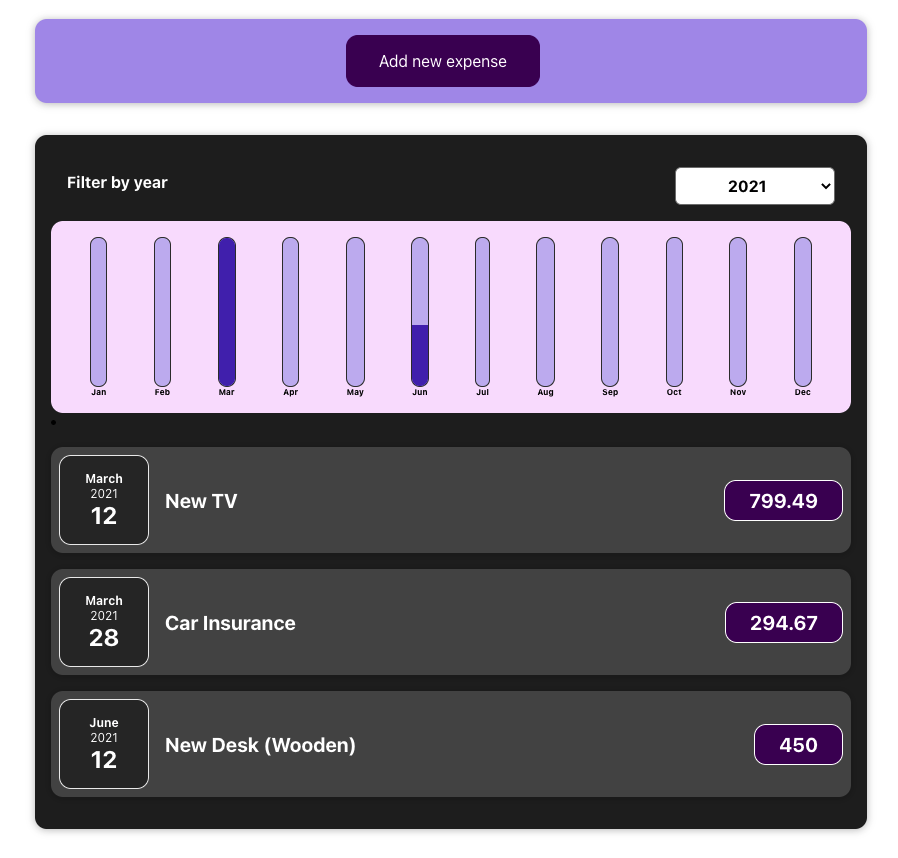 Add new expense
Filter by year
2021
Jan Feb Mar Apr May Jun Jul Aug Sep Oct Nov Dec
March
2021
12
New TV
799.49
March
2021
28
Car Insurance
294.67
June
2021
12
New Desk (Wooden)
450